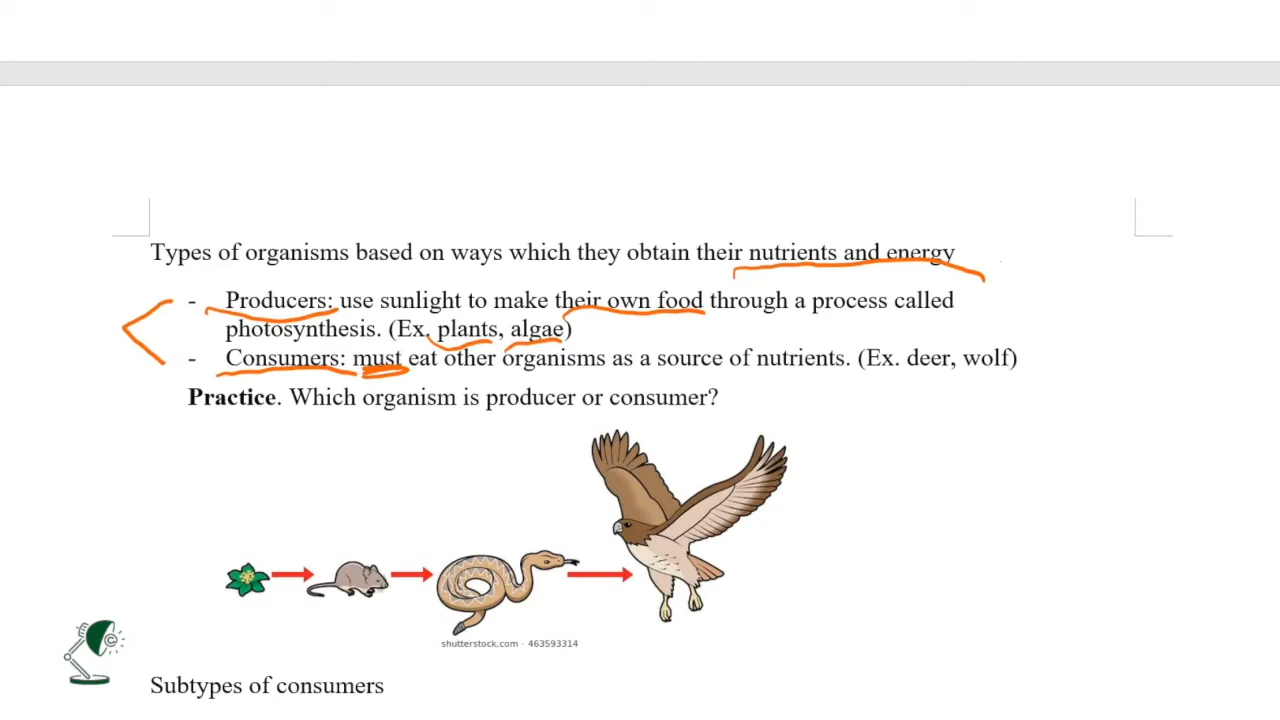 Types of organisms based on ways which they obtain their nutrients and energy
- Producers: use sunlight to make their own food through a process called
photosynthesis. (Ex. plants, algae)
- Consumers: must eat other organisms as a source of nutrients. (Ex. deer, wolf)
Practice. Which organism is producer or consumer?
shutterstock.com · 463593314
Subtypes of consumers